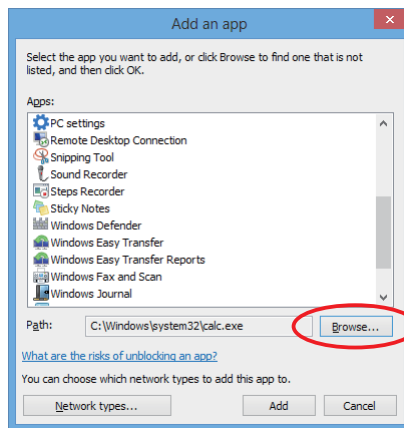 Add an app
Select the app you want to add, or click Browse to find one that is not
listed, and then click OK.
Apps:
PC settings
Remote Desktop Connection
Snipping Tool
Sound Recorder
Steps Recorder
Sticky Notes
Windows Defender
Windows Easy Transfer
Windows Easy Transfer Reports
Windows Fax and Scan
Windows Journal
Path: C:\Windows\system32\calc.exe Browse...
What are the risks of unblocking an app?
You can choose which network types to add this app to.
Network types... Add Cancel